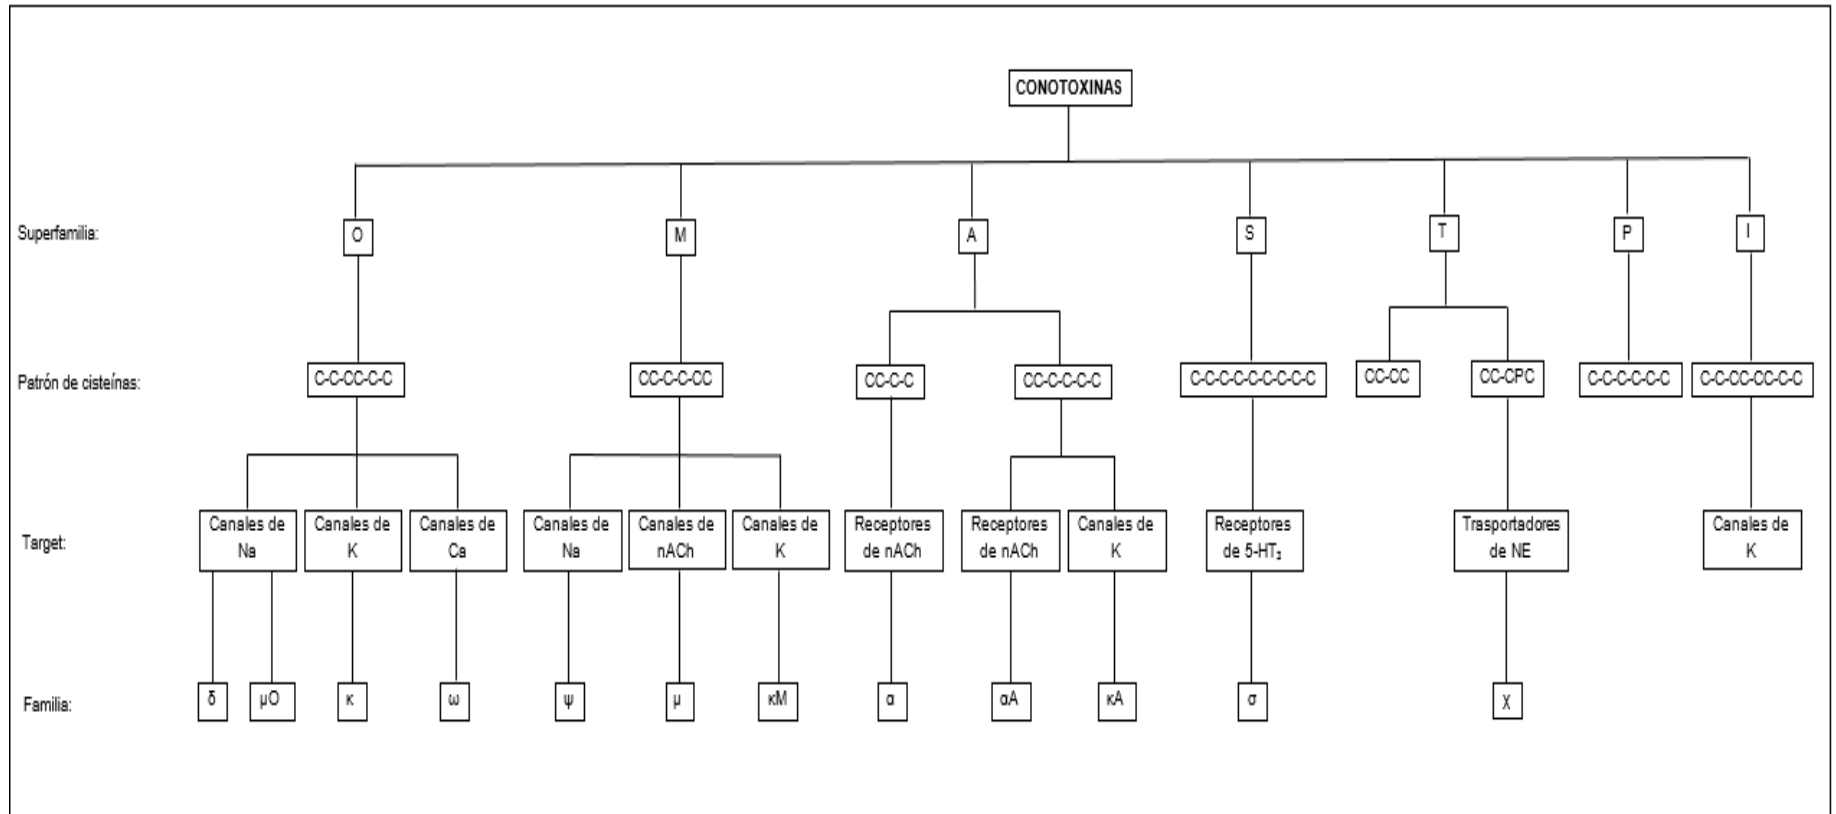 CONOTOXINAS
Superfamilia:
O
M
A
S
T
P
I
Patrón de cisteínas:
C-C-CC-C-C
CC-C-C-CC
CC-C-C
CC-C-C-C-C
C-C-C-C-C-C-C-C-C
CC-CC
CC-CPC
C-C-C-C-C-C
C-C-CC-CC-C-C
Target:
Canales de
Na
Canales de
K
Canales de
Ca
Canales de
Na
Canales de
nACh
Canales de
K
Receptores
de nACh
Receptores
de nACh
Canales de
K
Receptores
de 5-HT₃
Trasportadores
de NE
Canales de
K
Familia:
δ
μO
κ
ω
ψ
μ
κM
α
αA
κA
σ
χ